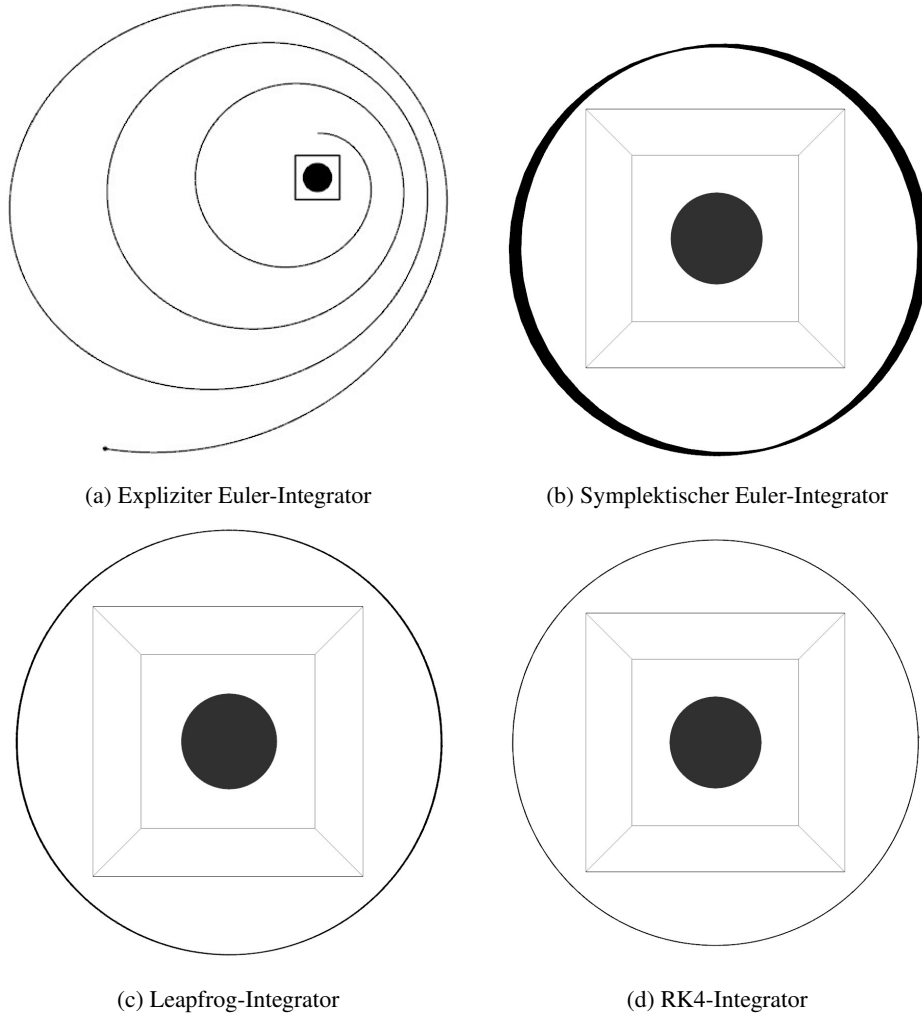 (a) Expliziter Euler-Integrator
(b) Symplektischer Euler-Integrator
(c) Leapfrog-Integrator
(d) RK4-Integrator